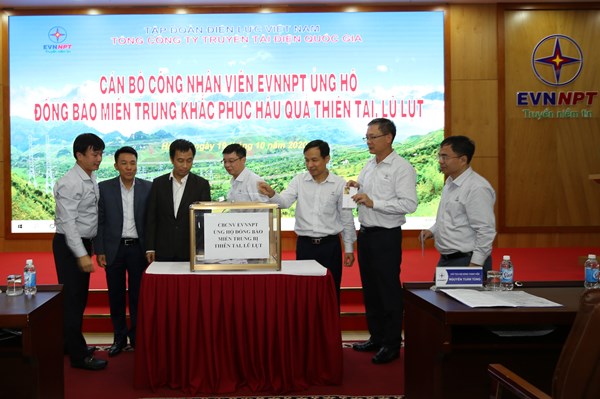 EVNNPT
TẬP ĐOÀN ĐIỆN LỰC VIỆT NAM
TỔNG CÔNG TY TRUYỀN TẢI ĐIỆN QUỐC GIA
CÁN BỘ CÔNG NHÂN VIÊN EVNNPT ỦNG HỘ
ĐỒNG BÀO MIỀN TRUNG KHẮC PHỤC HẬU QUẢ THIÊN TAI, LŨ LỤT
EVNNPT
Truyền niềm tin
CBCNV EVNNPT
ỦNG HỘ ĐỒNG BÀO
MIỀN TRUNG BỊ
THIÊN TAI, LŨ LỤT